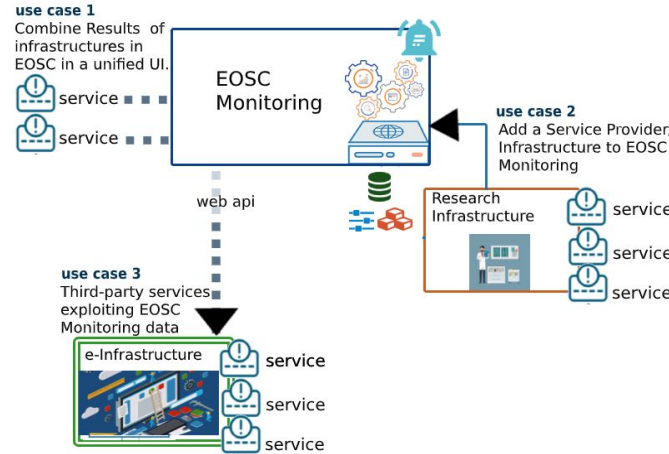 use case 1
Combine Results of
infrastructures in
EOSC in a unified UI.
service
service
EOSC
Monitoring
use case 2
Add a Service Provider,
Infrastructure to EOSC
Monitoring
web api
Research
Infrastructure
service
service
service
use case 3
Third-party services
exploiting EOSC
Monitoring data
e-Infrastructure
service
service
service